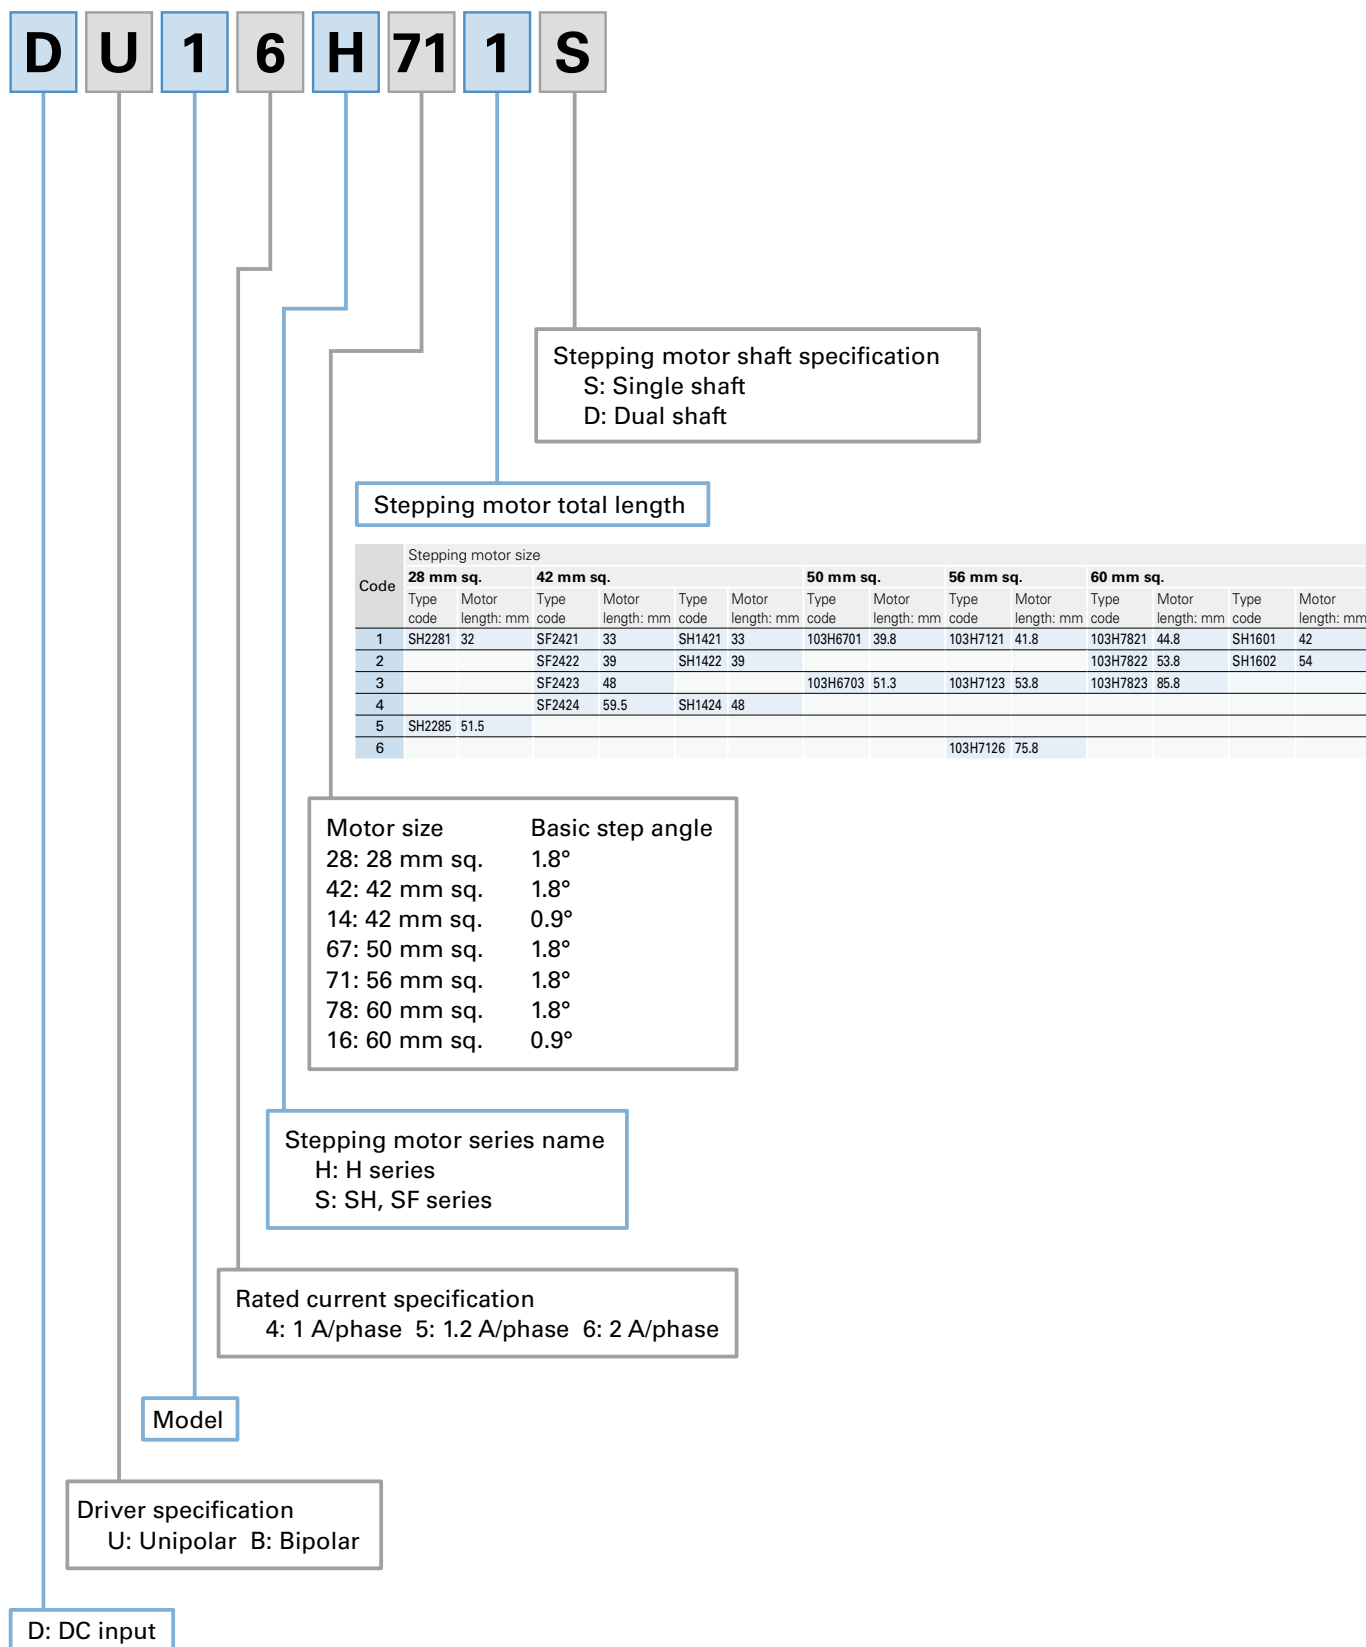 D U 1 6 H 71 1 S
Stepping motor shaft specification
S: Single shaft
D: Dual shaft
Stepping motor total length
Code Stepping motor size
28 mm sq. 42 mm sq. 50 mm sq. 56 mm sq. 60 mm sq.
Type code Motor length: mm Type code Motor length: mm Type code Motor length: mm Type code Motor length: mm Type code Motor length: mm Type code Motor length: mm Type code Motor length: mm
1 SH2281 32 SF2421 33 SH1421 33 103H6701 39.8 103H7121 41.8 103H7821 44.8 SH1601 42
2 SF2422 39 SH1422 39 103H7822 53.8 SH1602 54
3 SF2423 48 103H6703 51.3 103H7123 53.8 103H7823 85.8
4 SF2424 59.5 SH1424 48
5 SH2285 51.5
6 103H7126 75.8
Motor size Basic step angle
28: 28 mm sq. 1.8°
42: 42 mm sq. 1.8°
14: 42 mm sq. 0.9°
67: 50 mm sq. 1.8°
71: 56 mm sq. 1.8°
78: 60 mm sq. 1.8°
16: 60 mm sq. 0.9°
Stepping motor series name
H: H series
S: SH, SF series
Rated current specification
4: 1 A/phase 5: 1.2 A/phase 6: 2 A/phase
Model
Driver specification
U: Unipolar B: Bipolar
D: DC input